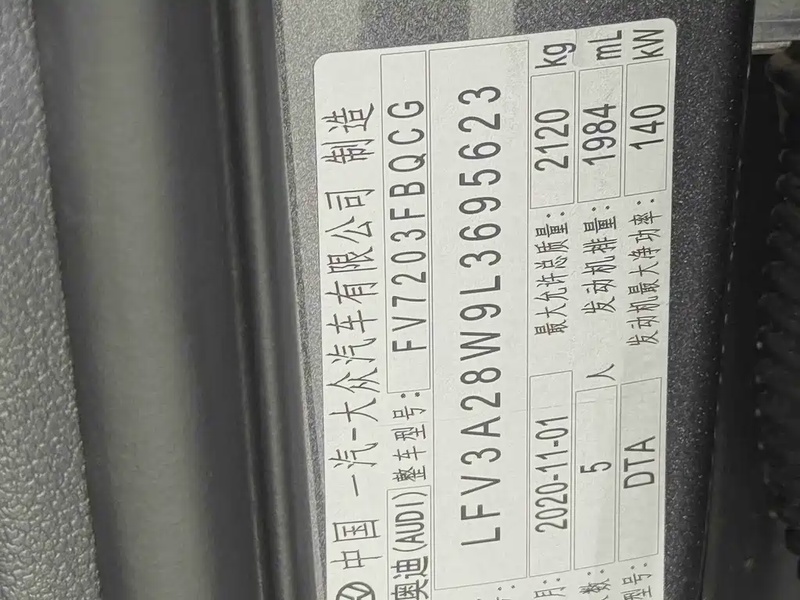 中国 一汽-大众汽车有限公司 制造
奥迪(AUDI) 整车型号: FV7203FBQCG
号: LFV3A28W9L3695623
月: 2020-11-01 最大允许总质量: 2120 kg
数: 5 人 发动机排量: 1984 mL
型号: DTA 发动机最大净功率: 140 kW